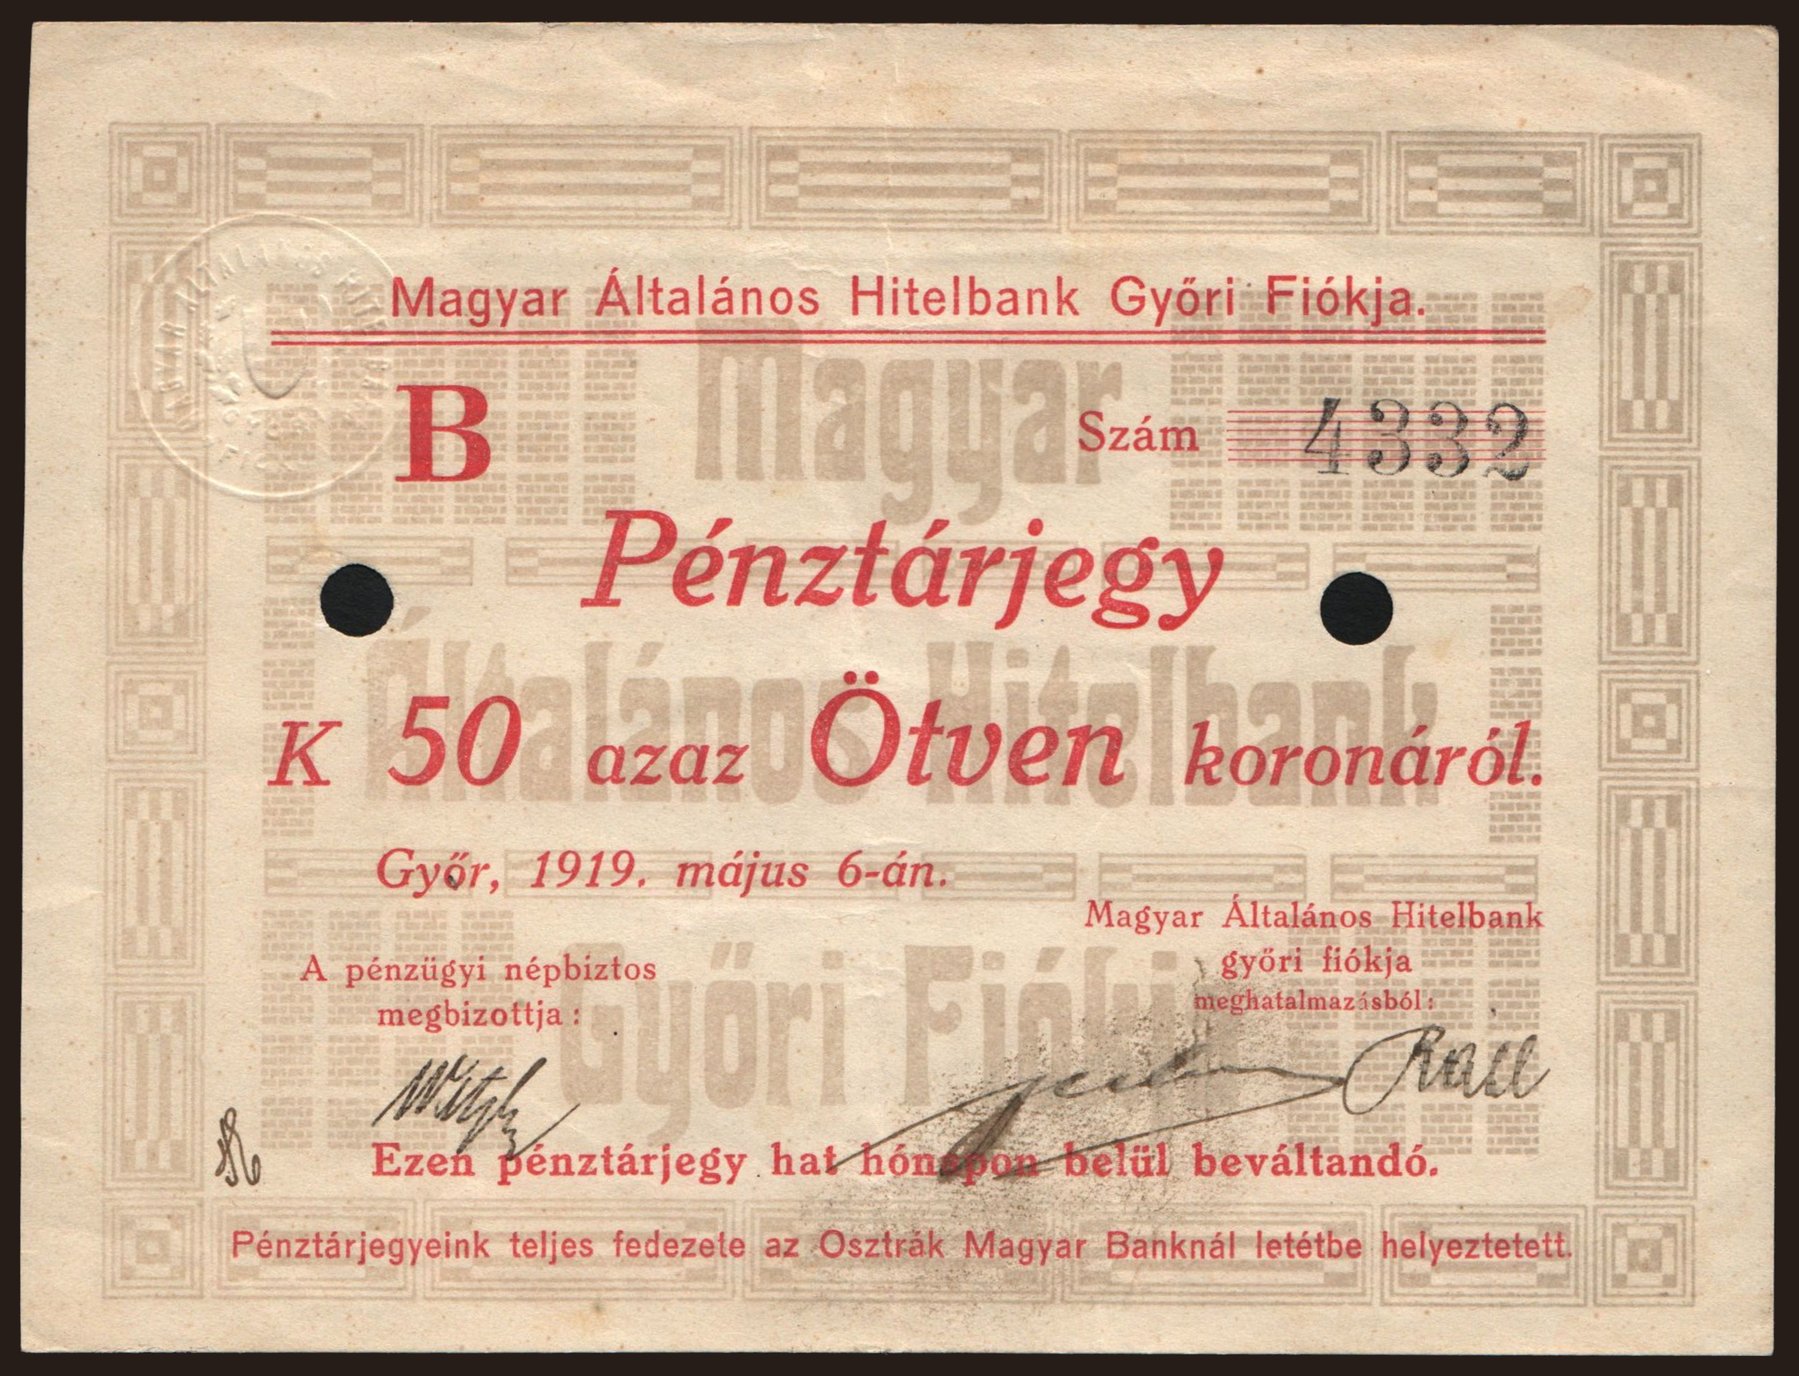 Magyar Általános Hitelbank Győri Fiókja.
B
Szám 4332
Pénztárjegy
K 50 azaz Ötven koronáról.
Győr, 1919. május 6-án.
Magyar Általános Hitelbank
győri fiókja
meghatalmazásból:
A pénzügyi népbiztos
megbizottja:
Ezen pénztárjegy hat hónapon belül beváltandó.
Pénztárjegyeink teljes fedezete az Osztrák Magyar Banknál letétbe helyeztetett.
Magyar
Általános Hitelbank
Győri Fiókja